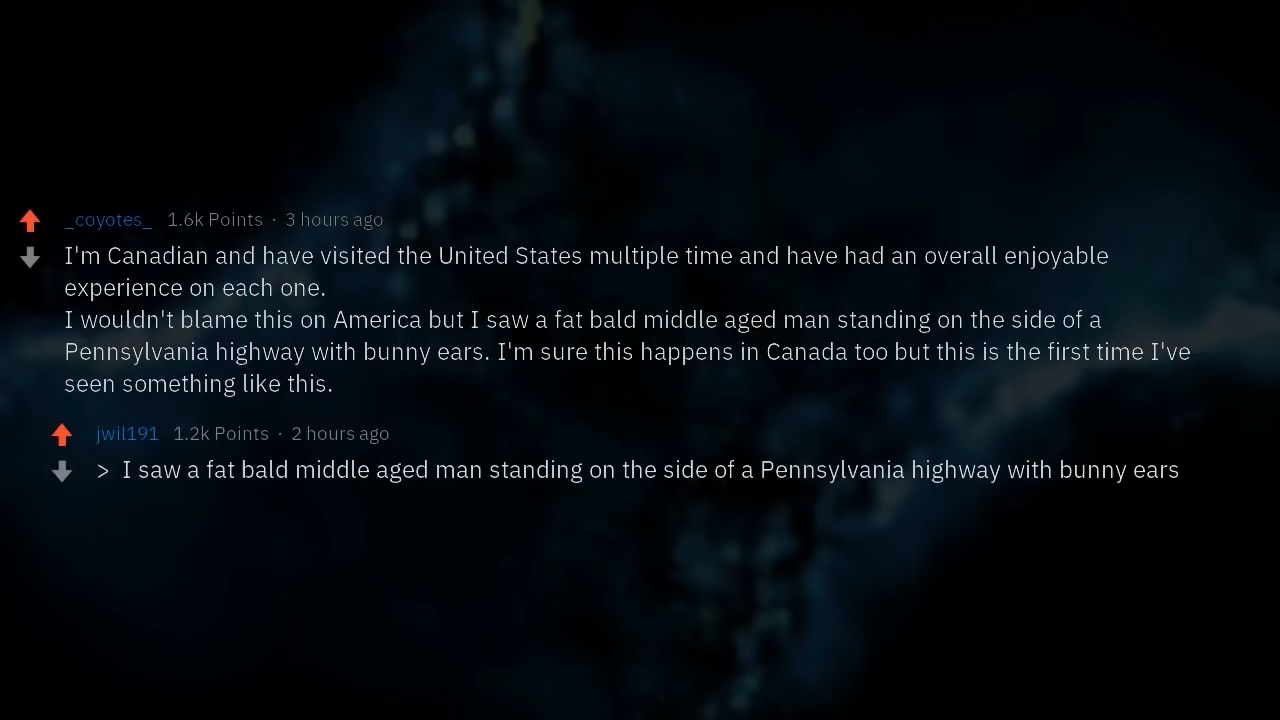 _coyotes_ 1.6k Points · 3 hours ago
I'm Canadian and have visited the United States multiple time and have had an overall enjoyable
experience on each one.
I wouldn't blame this on America but I saw a fat bald middle aged man standing on the side of a
Pennsylvania highway with bunny ears. I'm sure this happens in Canada too but this is the first time I've
seen something like this.
jwil191 1.2k Points · 2 hours ago
> I saw a fat bald middle aged man standing on the side of a Pennsylvania highway with bunny ears